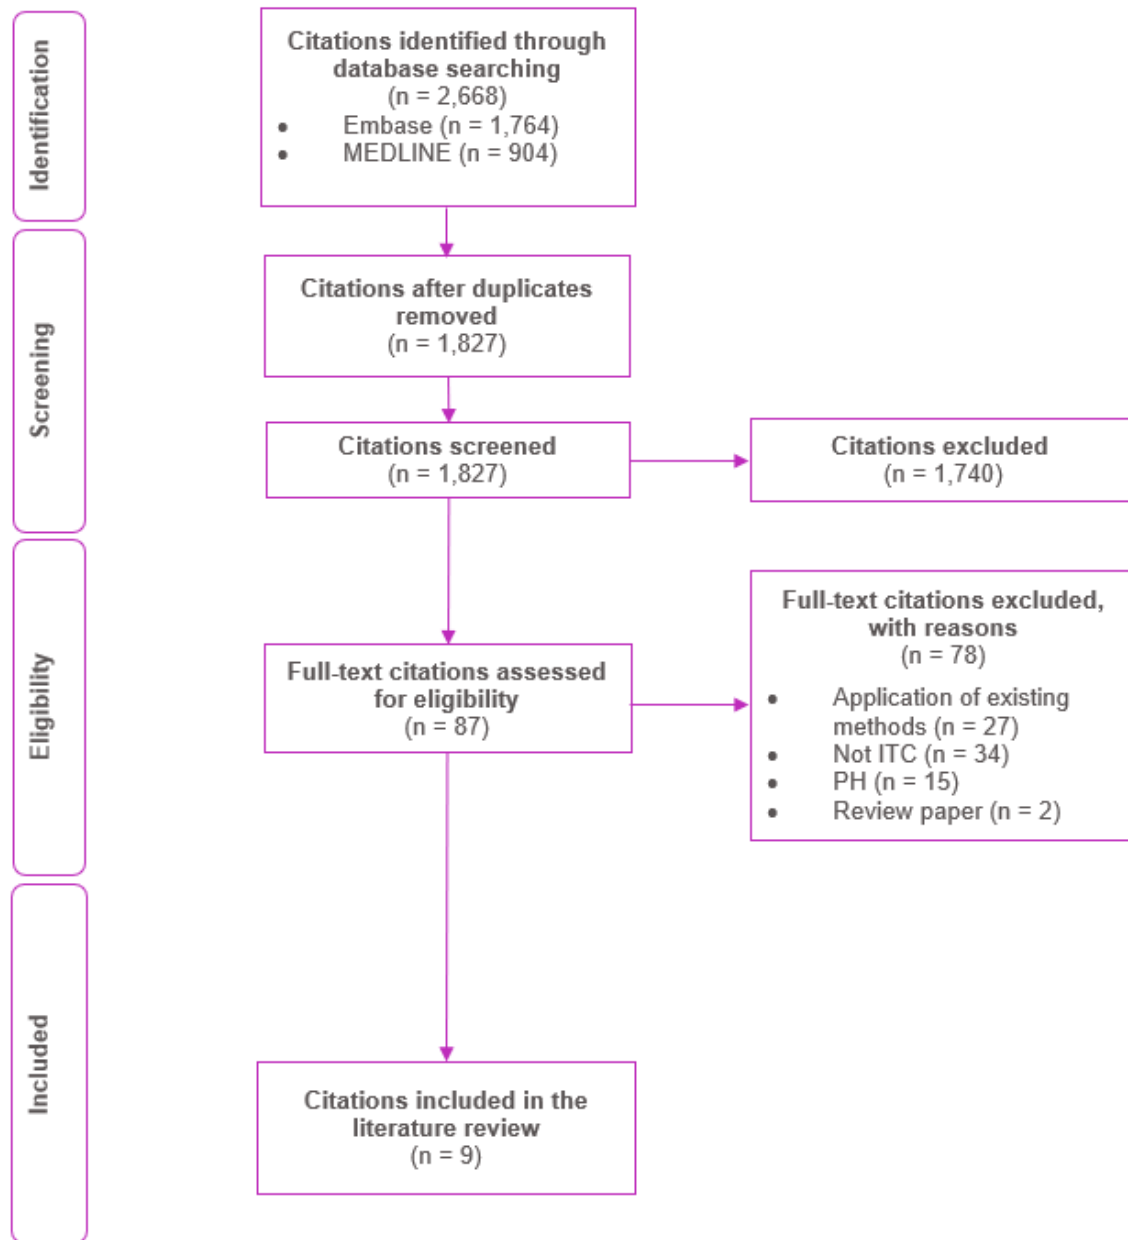 Identification
Citations identified through
database searching
(n = 2,668)
• Embase (n = 1,764)
• MEDLINE (n = 904)
Screening
Citations after duplicates
removed
(n = 1,827)
Citations screened
(n = 1,827)
Citations excluded
(n = 1,740)
Eligibility
Full-text citations assessed
for eligibility
(n = 87)
Full-text citations excluded,
with reasons
(n = 78)
• Application of existing
methods (n = 27)
• Not ITC (n = 34)
• PH (n = 15)
• Review paper (n = 2)
Included
Citations included in the
literature review
(n = 9)